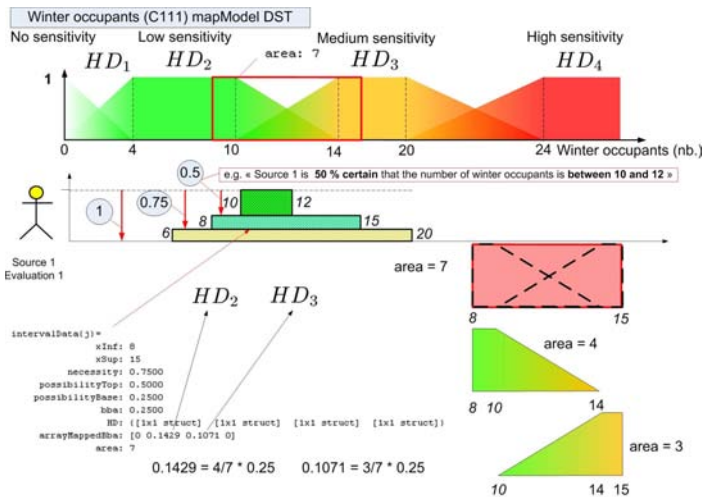 Winter occupants (C111) mapModel DST
No sensitivity Low sensitivity Medium sensitivity High sensitivity
HD1 HD2 area: 7 HD3 HD4
1
0 4 10 14 20 24 Winter occupants (nb.)
e.g. « Source 1 is 50 % certain that the number of winter occupants is between 10 and 12 »
0.5
0.75 10 12
1 8 15
6 20
Source 1
Evaluation 1
area = 7
HD2 HD3
8 15
intervalData(j)=
xInf: 8
xSup: 15
necessity: 0.7500
possibilityTop: 0.5000
possibilityBase: 0.2500
bba: 0.2500
HD: ([1x1 struct] [1x1 struct] [1x1 struct] [1x1 struct])
arrayMappedBba: [0 0.1429 0.1071 0]
area: 7
area = 4
8 10 14
area = 3
10 14 15
0.1429 = 4/7 * 0.25 0.1071 = 3/7 * 0.25